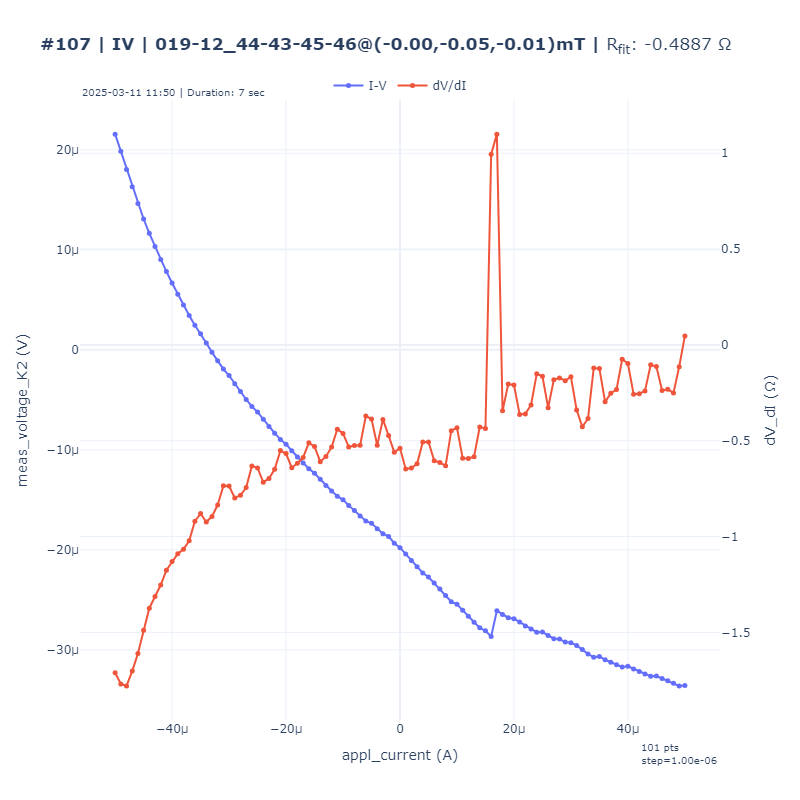 #107 | IV | 019-12_44-43-45-46@(-0.00,-0.05,-0.01)mT | Rfit: -0.4887 Ω
2025-03-11 11:50 | Duration: 7 sec
I-V
dV/dI
20μ
10μ
0
−10μ
−20μ
−30μ
meas_voltage_K2 (V)
1
0.5
0
−0.5
−1
−1.5
dV_dI (Ω)
−40μ
−20μ
0
20μ
40μ
appl_current (A)
101 pts
step=1.00e-06